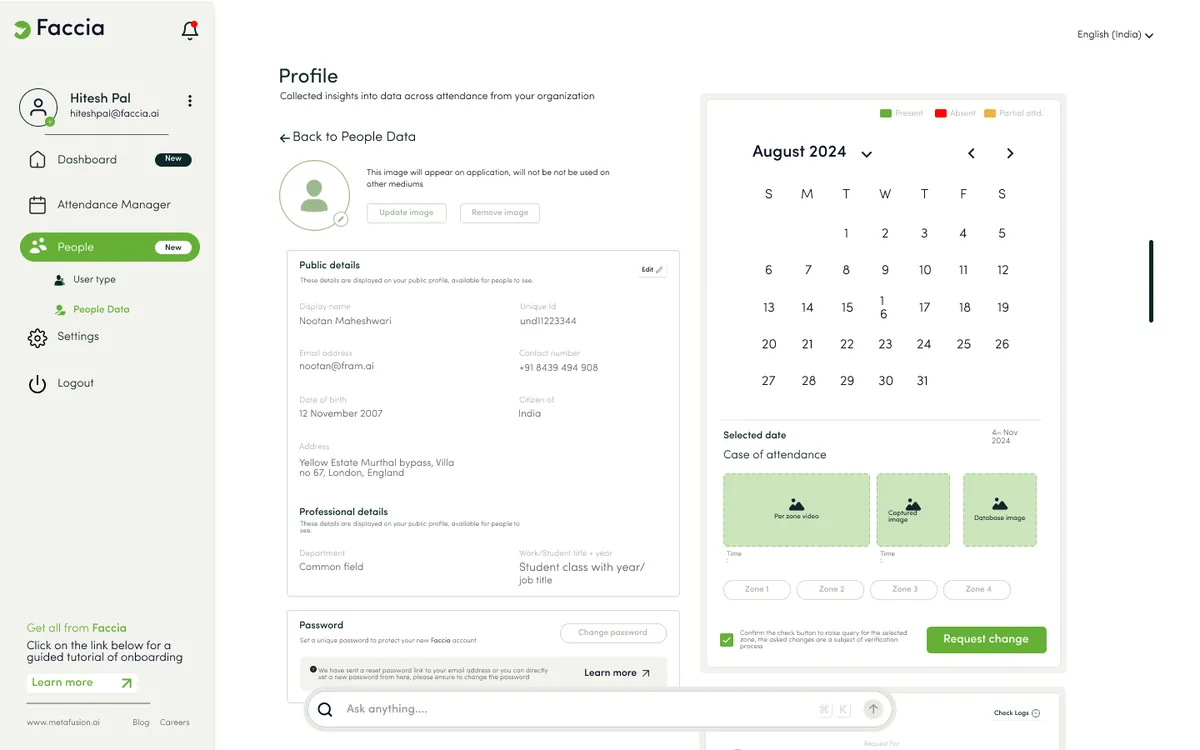 Faccia
English (India)
Hitesh Pal
hiteshpal@faccia.ai
Dashboard
New
Attendance Manager
People
New
User type
People Data
Settings
Logout
Get all from Faccia
Click on the link below for a
guided tutorial of onboarding
Learn more
www.metafusion.ai
Blog
Careers
Profile
Collected insights into data across attendance from your organization
Back to People Data
This image will appear on application, will not be not be used on
other mediums
Update image
Remove image
Public details
Edit
These details are displayed on your public profile, available for people to see.
Display name
Unique Id
Nootan Maheshwari
und11223344
Email address
Contact number
nootan@fram.ai
+91 8439 494 908
Date of birth
Citizen of
12 November 2007
India
Address
Yellow Estate Murthal bypass, Villa
no 67, London, England
Professional details
These details are displayed on your public profile, available for people to
see.
Department
Work/Student title + year
Common field
Student class with year/
job title
Password
Set a unique password to protect your new Faccia account
Change password
We have sent a reset password link to your email address or you can directly
set a new password from here, please ensure to change the password
Learn more
Ask anything....
⌘ K
Present
Absent
Partial attd.
August 2024
S M T W T F S
1 2 3 4 5
6 7 8 9 10 11 12
13 14 15 16 17 18 19
20 21 22 23 24 25 26
27 28 29 30 31
Selected date
4th Nov
2024
Case of attendance
Per zone video
Captured
image
Database image
Time
:
Time
:
Zone 1
Zone 2
Zone 3
Zone 4
Confirm the check button to raise query for the selected
zone, the asked changes are a subject of verification
process
Request change
Check Logs
Request For